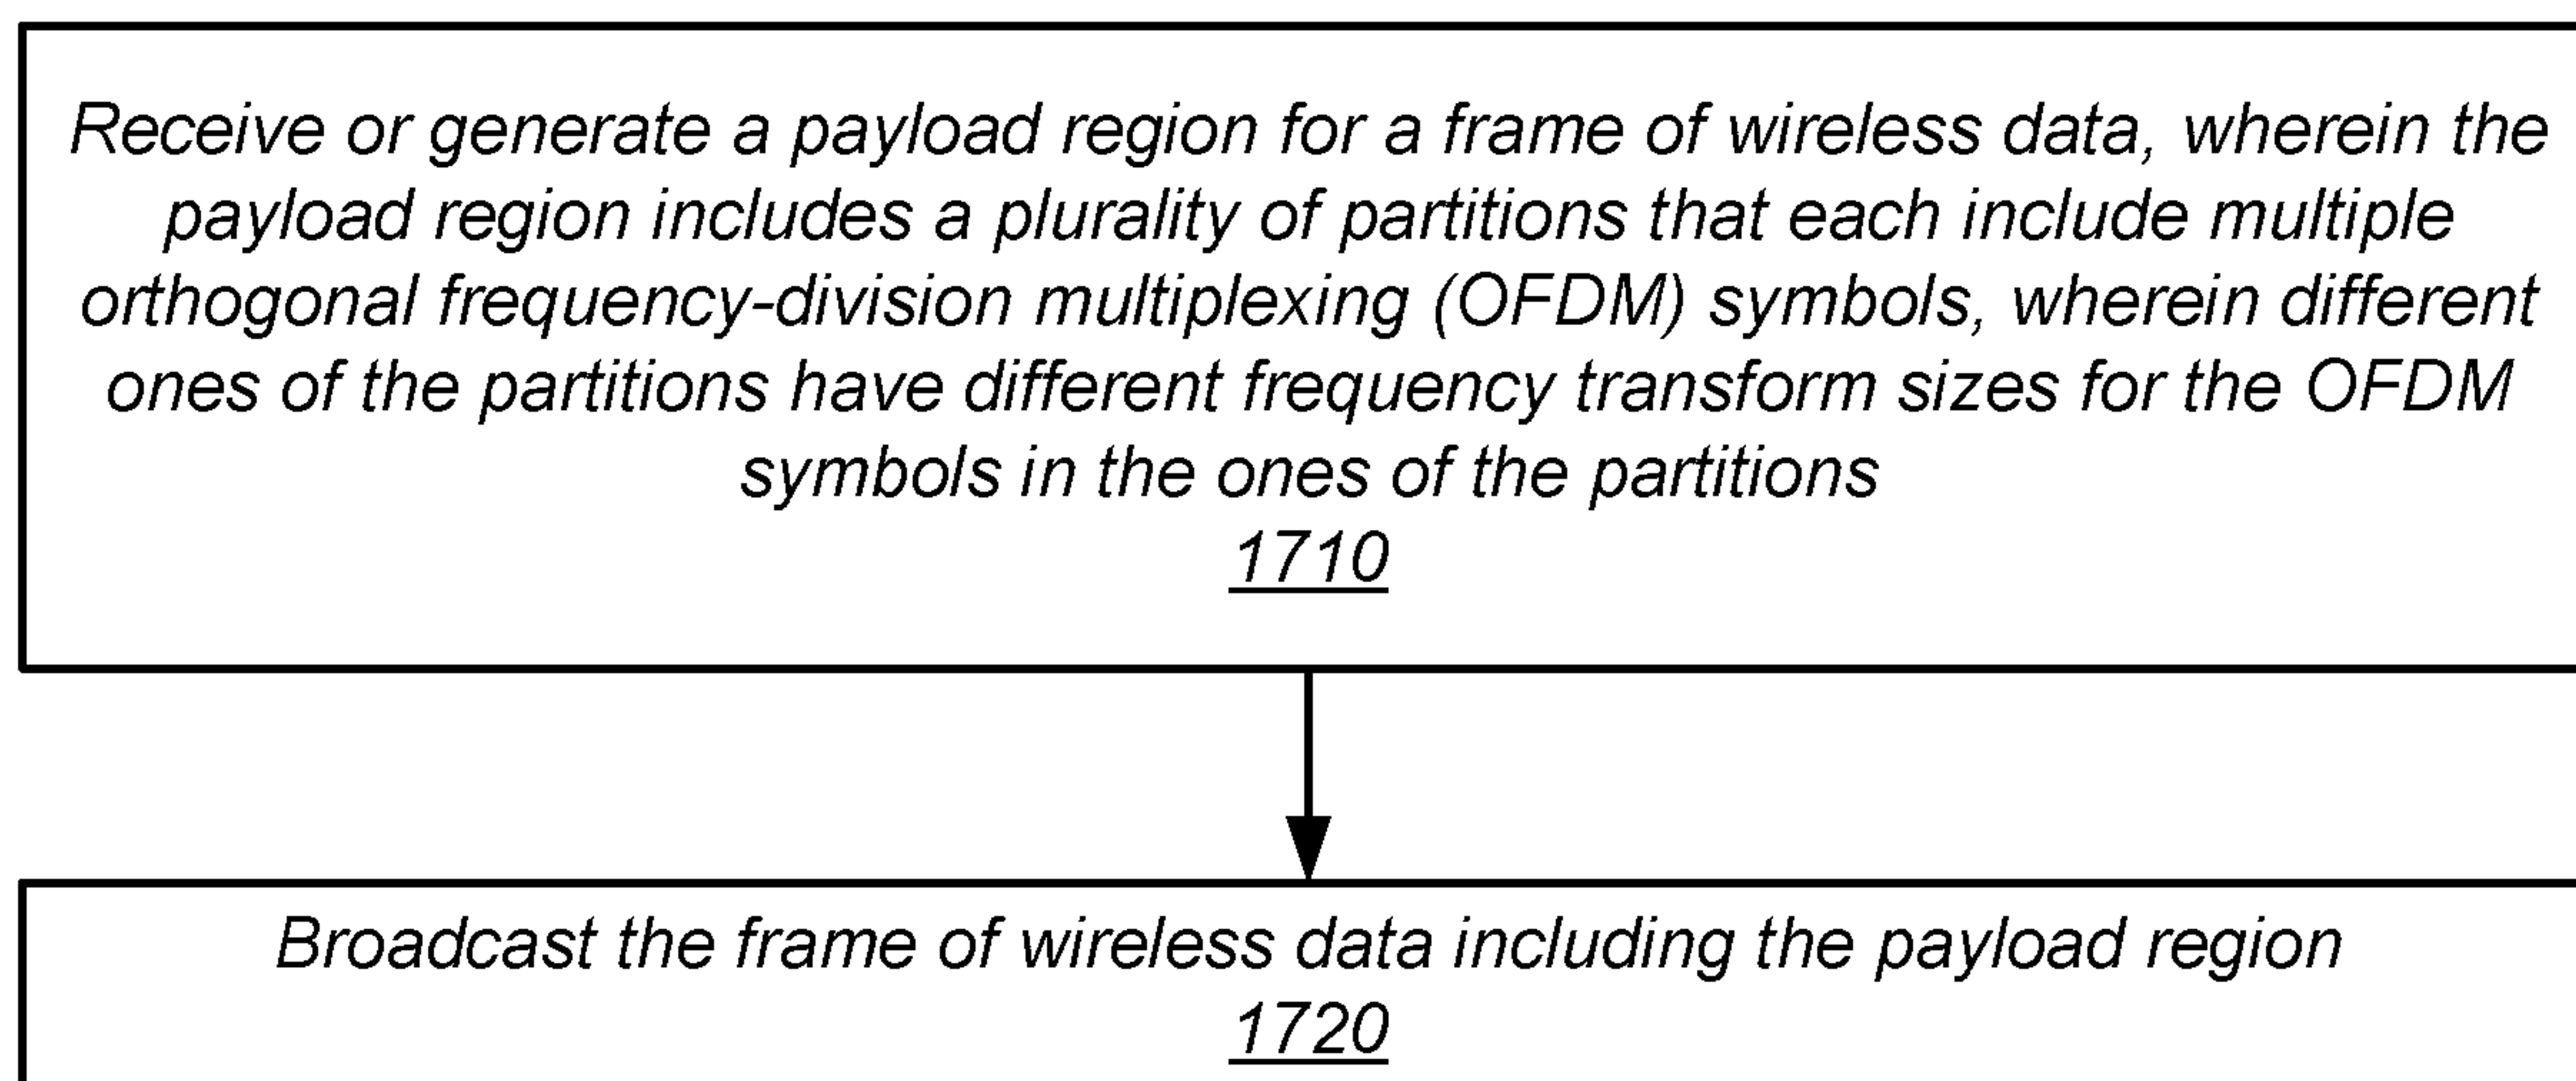 Receive or generate a payload region for a frame of wireless data, wherein the
payload region includes a plurality of partitions that each include multiple
orthogonal frequency-division multiplexing (OFDM) symbols, wherein different
ones of the partitions have different frequency transform sizes for the OFDM
symbols in the ones of the partitions
1710
Broadcast the frame of wireless data including the payload region
1720